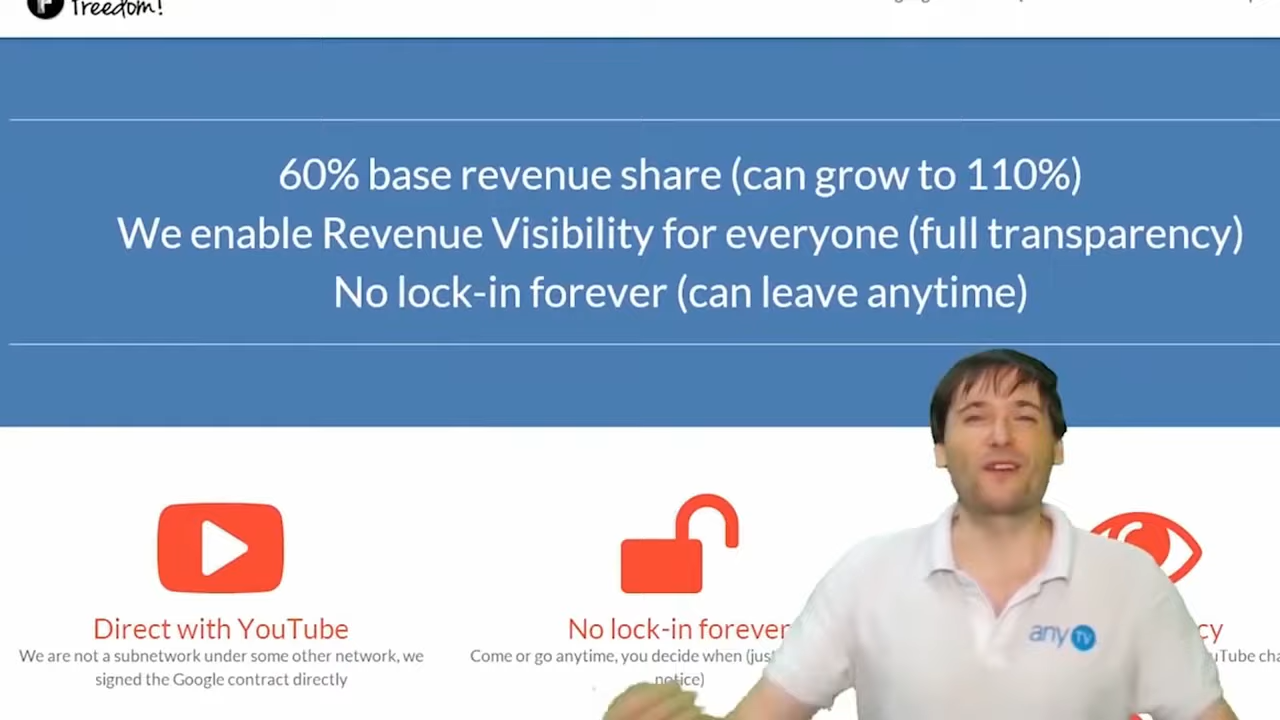 Freedom!
60% base revenue share (can grow to 110%)
We enable Revenue Visibility for everyone (full transparency)
No lock-in forever (can leave anytime)
Direct with YouTube
We are not a subnetwork under some other network, we
signed the Google contract directly
No lock-in forever
Come or go anytime, you decide when (just
notice)
anyTV